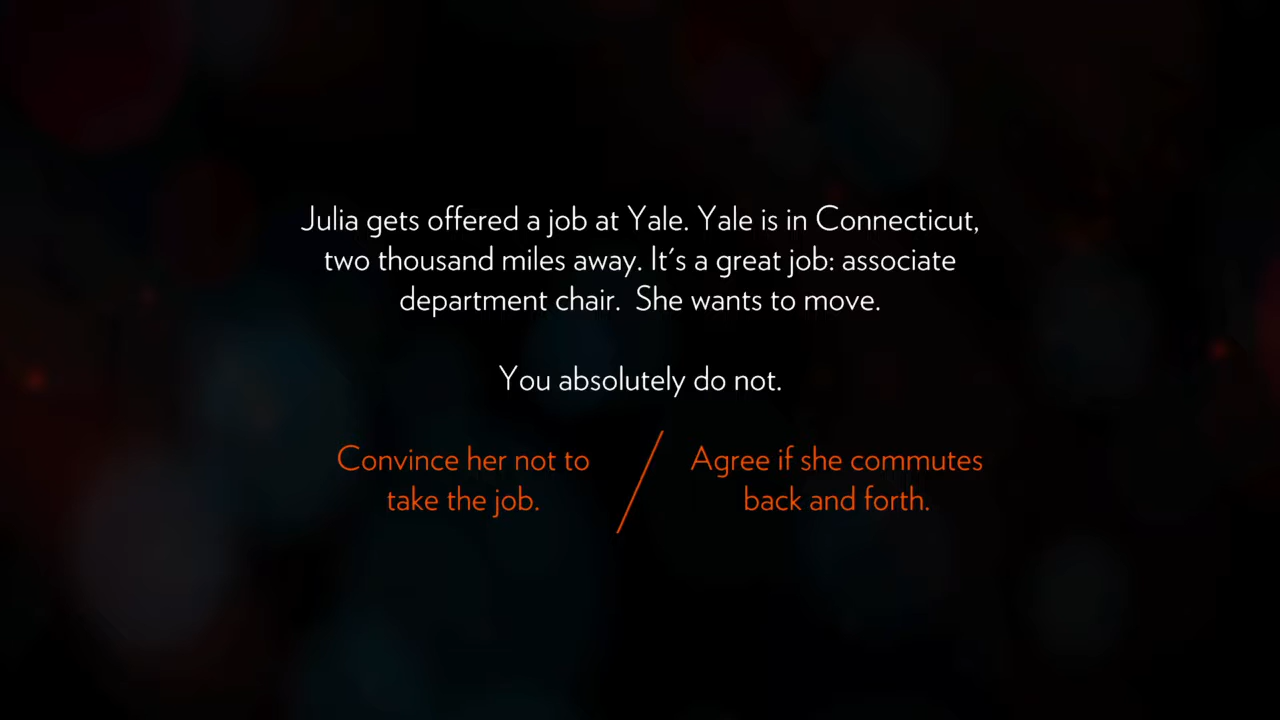 Julia gets offered a job at Yale. Yale is in Connecticut,
two thousand miles away. It's a great job: associate
department chair.  She wants to move.
You absolutely do not.
Convince her not to
take the job.
Agree if she commutes
back and forth.